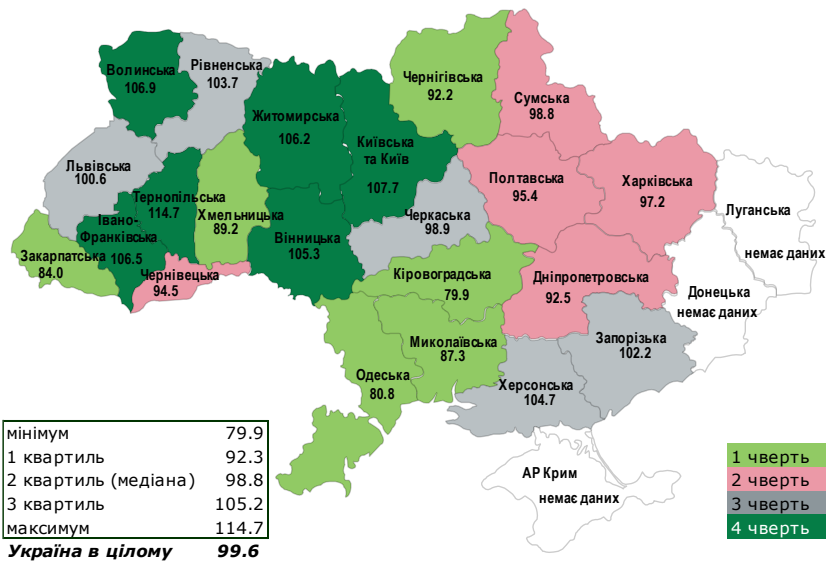 Волинська
106.9
Рівненська
103.7
Житомирська
106.2
Київська
та Київ
107.7
Чернігівська
92.2
Сумська
98.8
Львівська
100.6
Тернопільська
114.7
Хмельницька
89.2
Івано-
Франківська
106.5
Закарпатська
84.0
Чернівецька
94.5
Вінницька
105.3
Черкаська
98.9
Полтавська
95.4
Харківська
97.2
Луганська
немає даних
Кіровоградська
79.9
Дніпропетровська
92.5
Донецька
немає даних
Миколаївська
87.3
Запорізька
102.2
Одеська
80.8
Херсонська
104.7
АР Крим
немає даних
мінімум 79.9
1 квартиль 92.3
2 квартиль (медіана) 98.8
3 квартиль 105.2
максимум 114.7
Україна в цілому 99.6
1 чверть
2 чверть
3 чверть
4 чверть